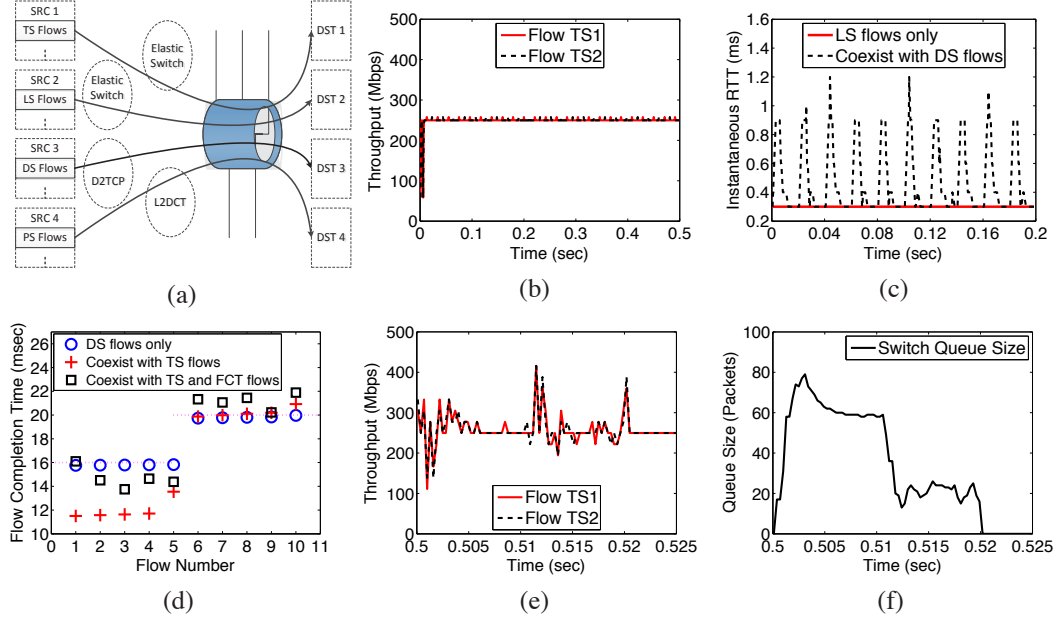 SRC 1
TS Flows
SRC 2
LS Flows
SRC 3
DS Flows
SRC 4
PS Flows
Elastic
Switch
Elastic
Switch
D2TCP
L2DCT
DST 1
DST 2
DST 3
DST 4
(a)
500
400
300
200
100
0
Throughput (Mbps)
Flow TS1
Flow TS2
0 0.1 0.2 0.3 0.4 0.5
Time (sec)
(b)
1.6
1.4
1.2
1
0.8
0.6
0.4
0.2
Instantaneous RTT (ms)
LS flows only
Coexist with DS flows
0 0.04 0.08 0.12 0.16 0.2
Time (sec)
(c)
26
24
22
20
18
16
14
12
10
Flow Completion Time (msec)
DS flows only
Coexist with TS flows
Coexist with TS and FCT flows
0 1 2 3 4 5 6 7 8 9 10 11
Flow Number
(d)
500
400
300
200
100
0
Throughput (Mbps)
Flow TS1
Flow TS2
0.5 0.505 0.51 0.515 0.52 0.525
Time (sec)
(e)
100
80
60
40
20
0
Queue Size (Packets)
Switch Queue Size
0.5 0.505 0.51 0.515 0.52 0.525
Time (sec)
(f)